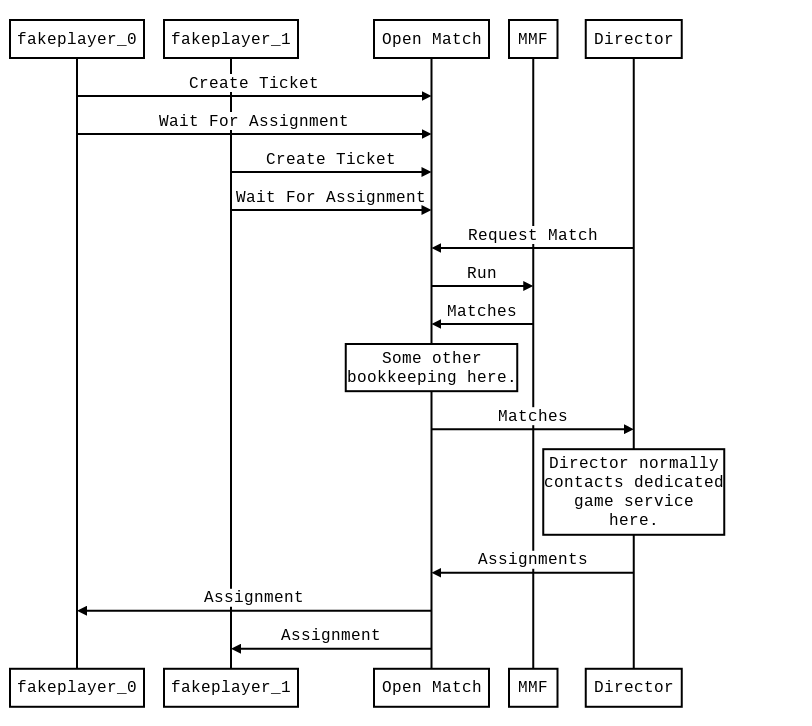 fakeplayer_0
fakeplayer_1
Open Match
MMF
Director
Create Ticket
Wait For Assignment
Create Ticket
Wait For Assignment
Request Match
Run
Matches
Some other
bookkeeping here.
Matches
Director normally
contacts dedicated
game service
here.
Assignments
Assignment
Assignment
fakeplayer_0
fakeplayer_1
Open Match
MMF
Director